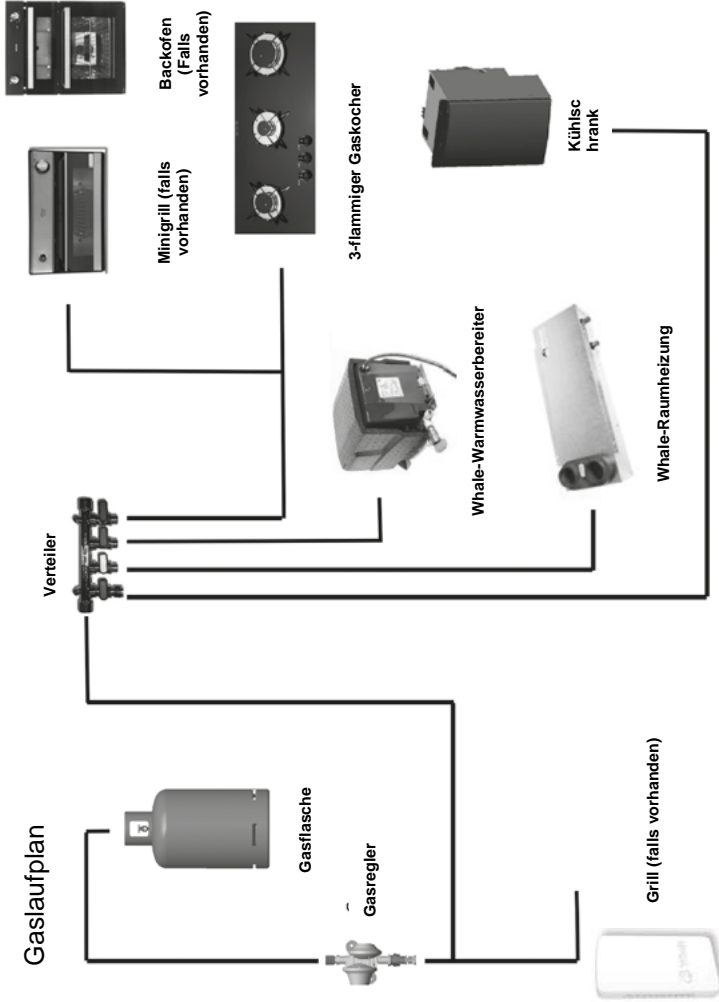 Gaslaufplan
Gasflasche
Gasregler
Grill (falls vorhanden)
Verteiler
Whale-Warmwasserbereiter
Whale-Raumheizung
Minigrill (falls
vorhanden)
Backofen
(Falls
vorhanden)
3-flammiger Gaskocher
Kühlsc
hrank